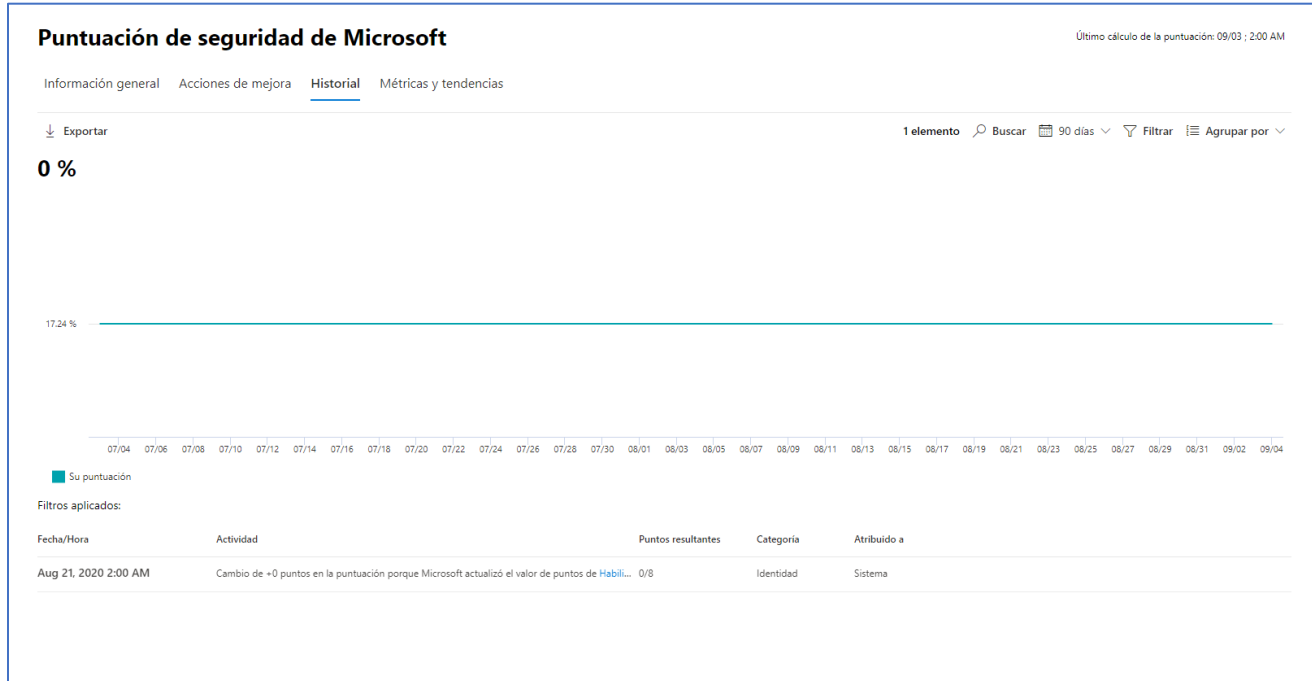 Puntuación de seguridad de Microsoft
Último cálculo de la puntuación: 09/03 ; 2:00 AM
Información general Acciones de mejora Historial Métricas y tendencias
Exportar 1 elemento Buscar 90 días Filtrar Agrupar por
0 %
17.24 %
07/04 07/06 07/08 07/10 07/12 07/14 07/16 07/18 07/20 07/22 07/24 07/26 07/28 07/30 08/01 08/03 08/05 08/07 08/09 08/11 08/13 08/15 08/17 08/19 08/21 08/23 08/25 08/27 08/29 08/31 09/02 09/04
Su puntuación
Filtros aplicados:
Fecha/Hora Actividad Puntos resultantes Categoría Atribuido a
Aug 21, 2020 2:00 AM Cambio de +0 puntos en la puntuación porque Microsoft actualizó el valor de puntos de Habili... 0/8 Identidad Sistema